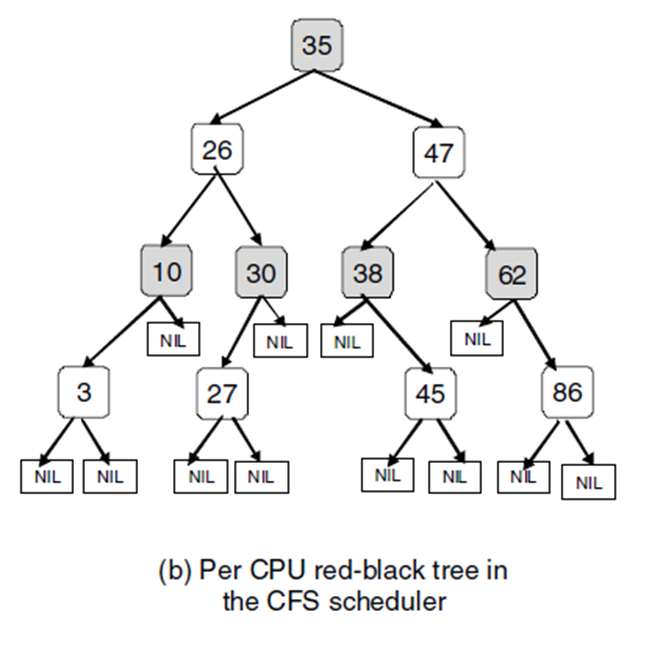 35
26
47
10
30
38
62
NIL
NIL
NIL
NIL
3
27
45
86
NIL
NIL
NIL
NIL
NIL
NIL
NIL
NIL
(b) Per CPU red-black tree in
the CFS scheduler